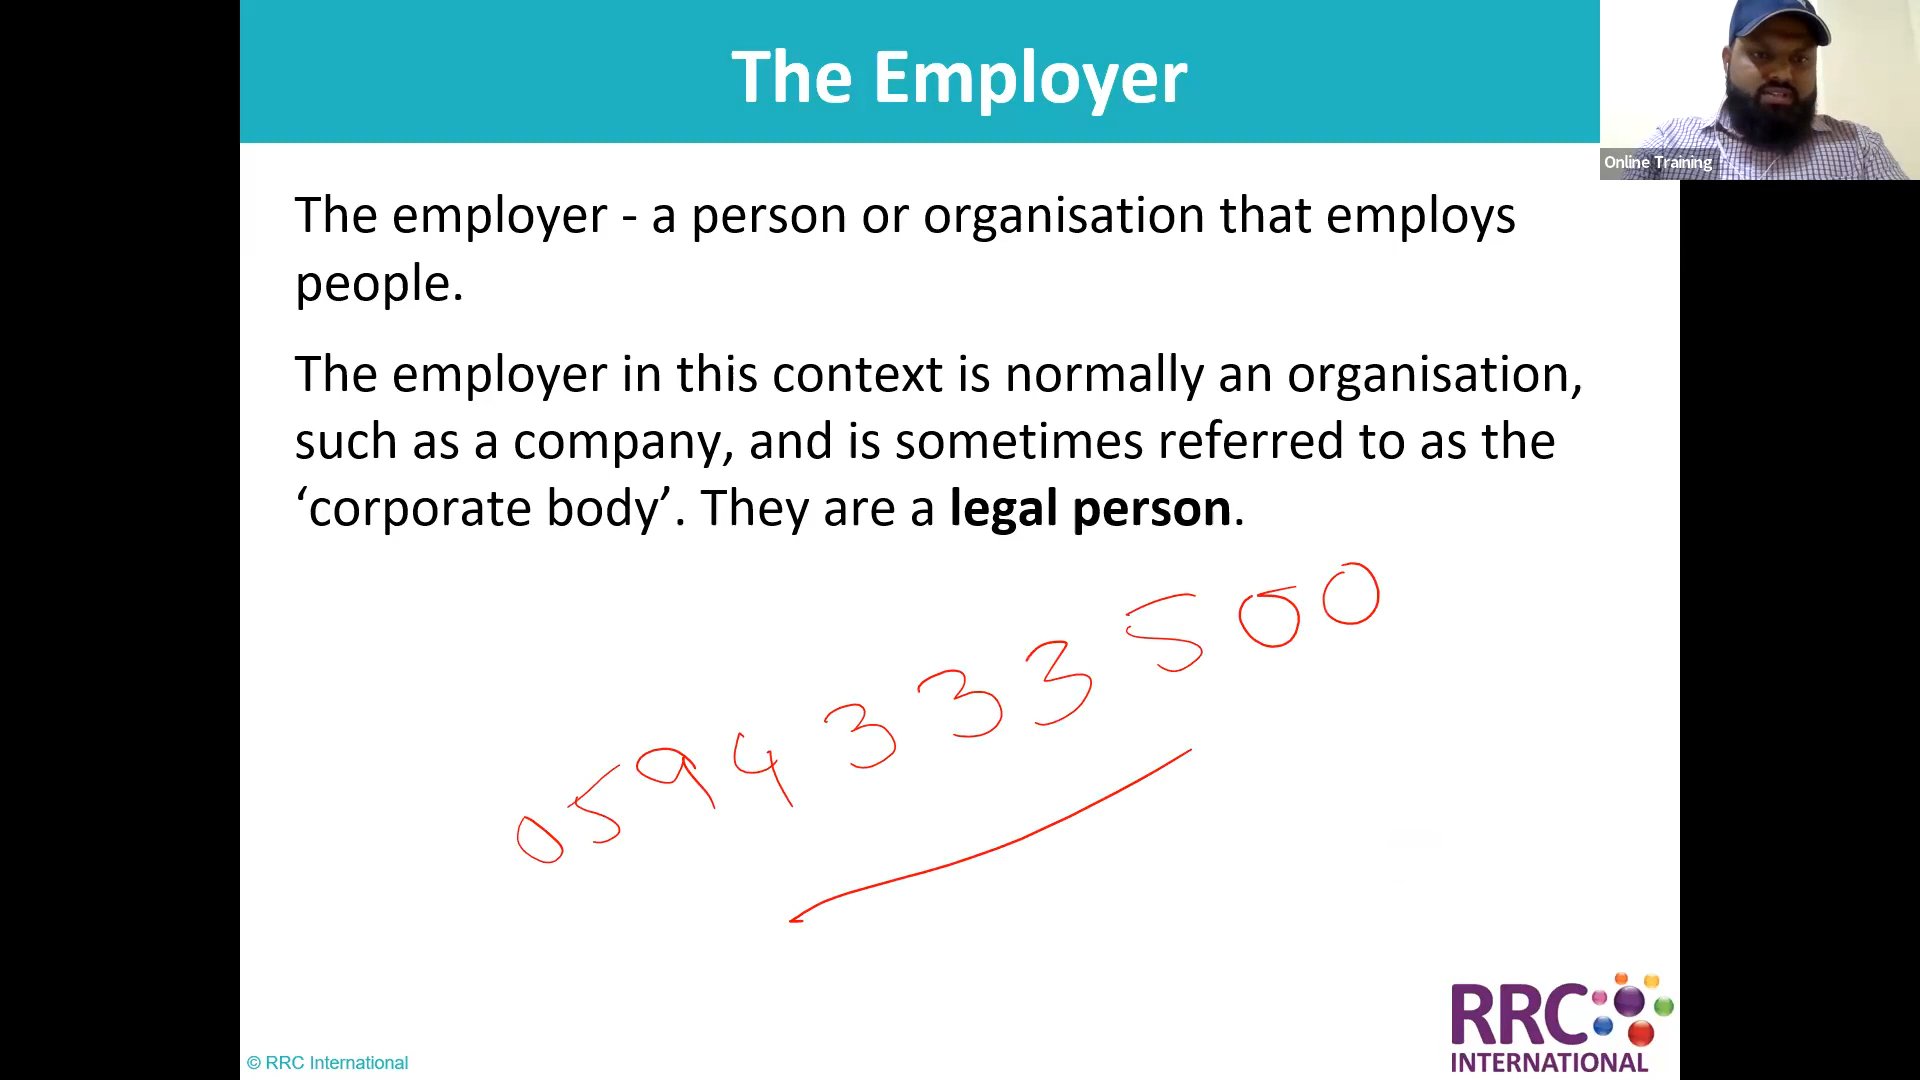 The Employer
Online Training
The employer - a person or organisation that employs
people.
The employer in this context is normally an organisation,
such as a company, and is sometimes referred to as the
‘corporate body’. They are a legal person.
0594333500
RRC
INTERNATIONAL
© RRC International